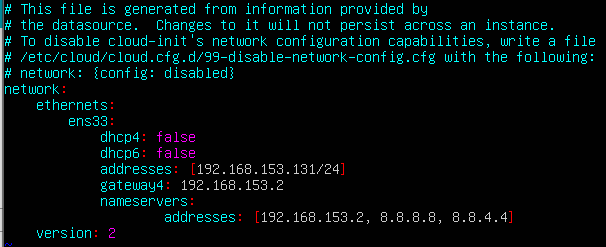 # This file is generated from information provided by
# the datasource.  Changes to it will not persist across an instance.
# To disable cloud-init's network configuration capabilities, write a file
# /etc/cloud/cloud.cfg.d/99-disable-network-config.cfg with the following:
# network: {config: disabled}
network:
    ethernets:
        ens33:
            dhcp4: false
            dhcp6: false
            addresses: [192.168.153.131/24]
            gateway4: 192.168.153.2
            nameservers:
                    addresses: [192.168.153.2, 8.8.8.8, 8.8.4.4]
    version: 2